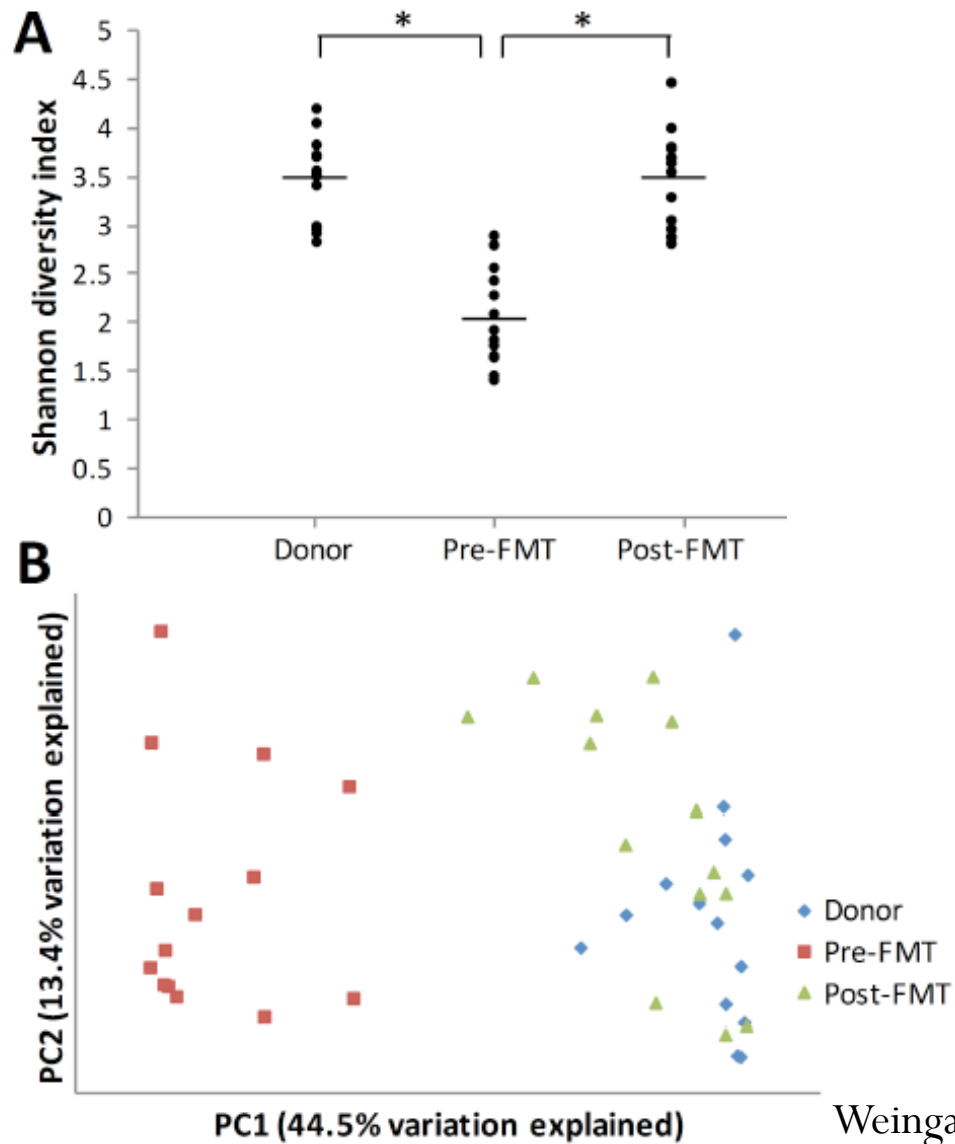 A
* *
Shannon diversity index
5
4.5
4
3.5
3
2.5
2
1.5
1
0.5
0
Donor Pre-FMT Post-FMT
B
PC2 (13.4% variation explained)
Donor
Pre-FMT
Post-FMT
PC1 (44.5% variation explained)